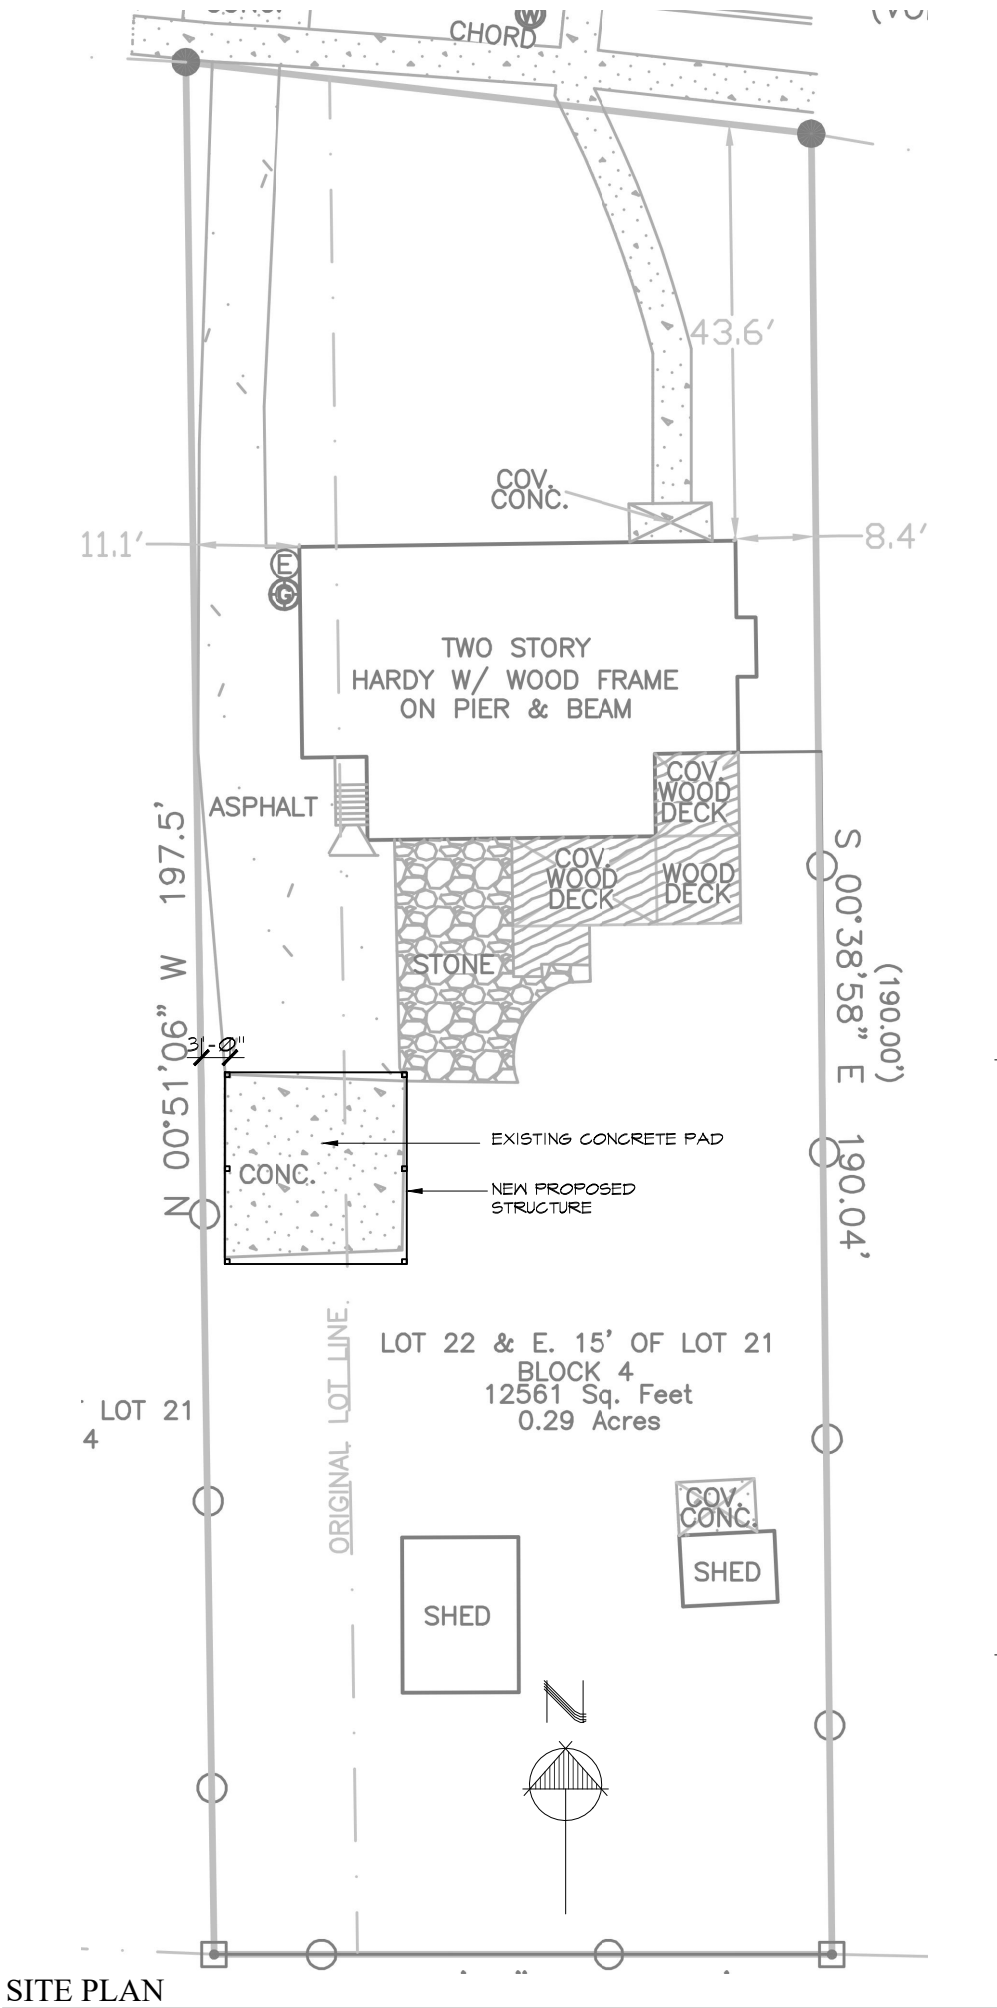 CHORD
W
43.6'
COV.
CONC.
11.1'
8.4'
E
G
TWO STORY
HARDY W/ WOOD FRAME
ON PIER & BEAM
COV.
WOOD
DECK
ASPHALT
COV.
WOOD
DECK
WOOD
DECK
STONE
N 00°51'06" W 197.5'
S 00°38'58" E 190.04'
(190.00')
3'-0"
EXISTING CONCRETE PAD
CONC.
NEW PROPOSED
STRUCTURE
ORIGINAL LOT LINE.
LOT 22 & E. 15' OF LOT 21
BLOCK 4
12561 Sq. Feet
0.29 Acres
LOT 21
4
COV.
CONC.
SHED
SHED
N
SITE PLAN